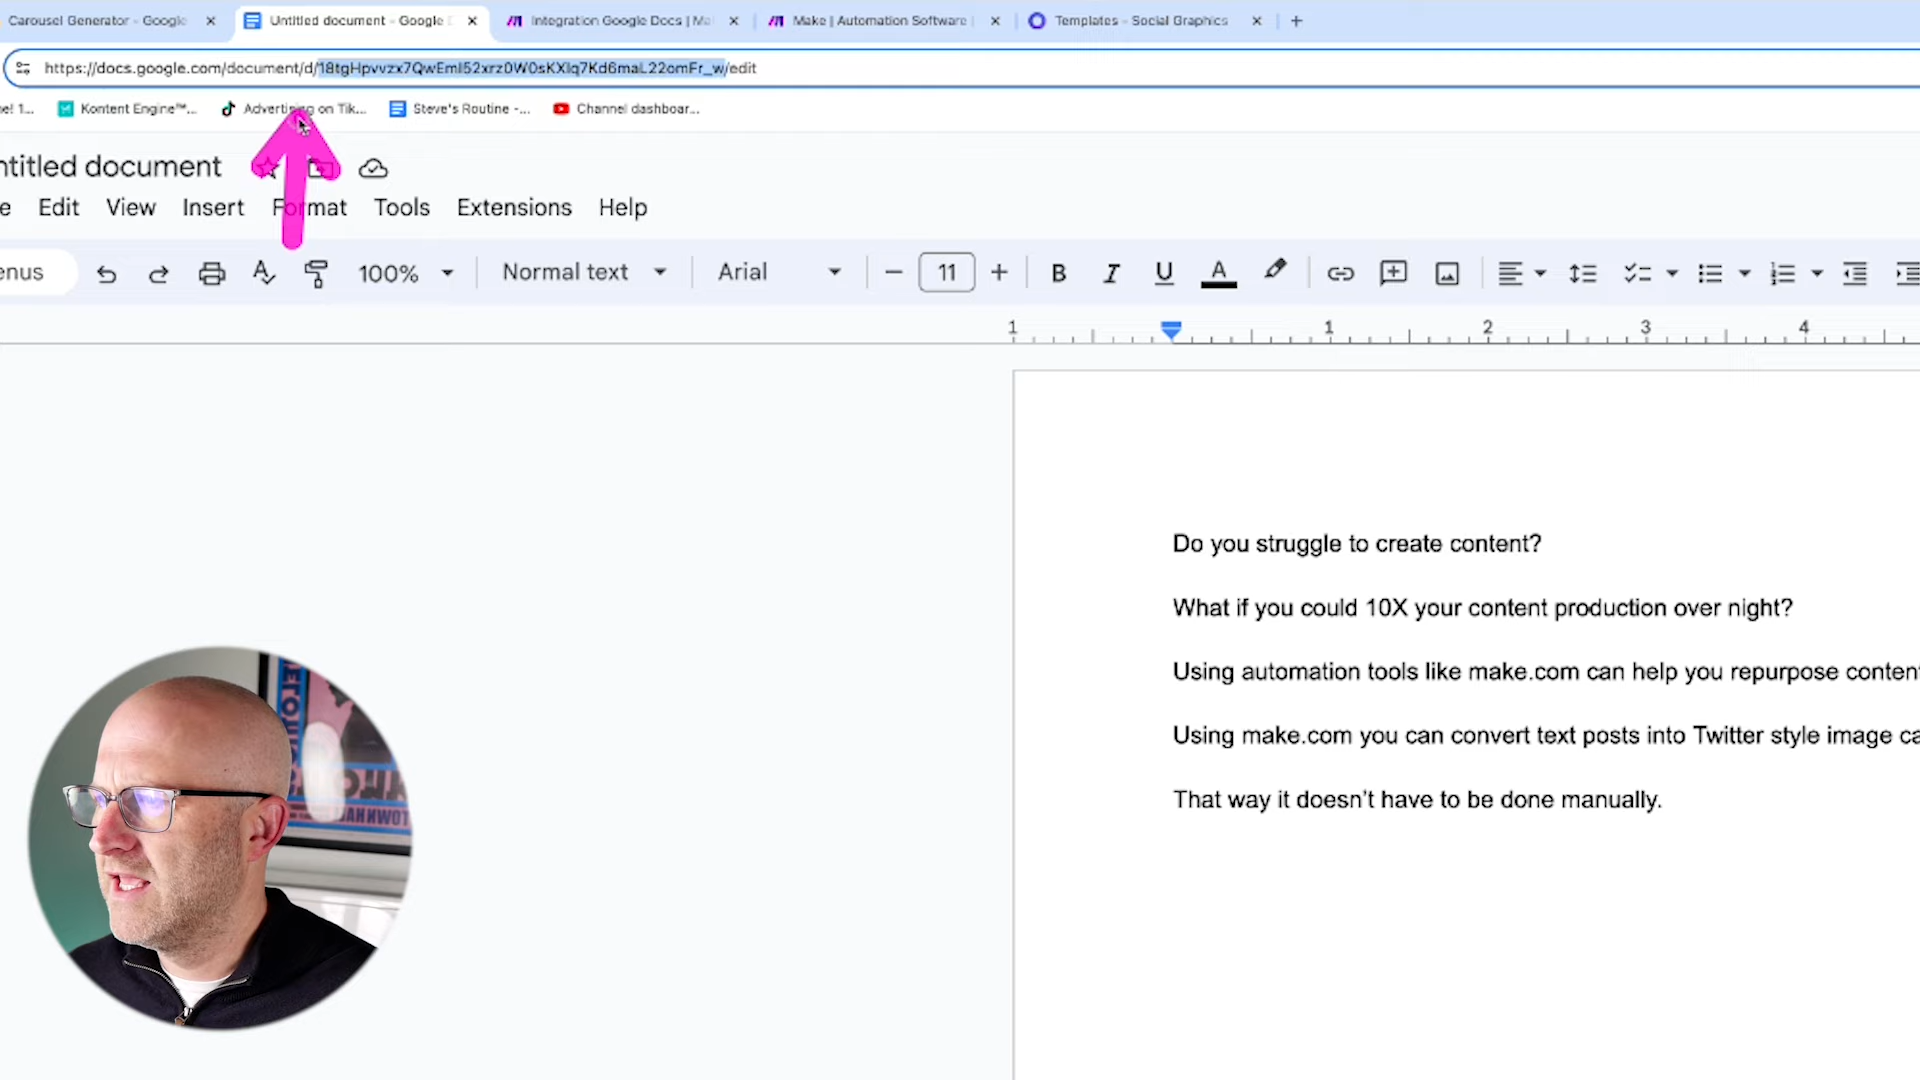 Carousel Generator - Google
Untitled document - Google
Integration Google Docs | Ma
Make | Automation Software |
Templates - Social Graphics
https://docs.google.com/document/d/18tgHpvvzx7QwEmI52xrz0W0sKXIq7Kd6maL22omFr_w/edit
ne! 1...
Kontent Engine™...
Advertising on Tik...
Steve's Routine -...
Channel dashboar...
ntitled document
e Edit View Insert Format Tools Extensions Help
enus
100%
Normal text
Arial
11
B I U A
1 1 2 3 4
Do you struggle to create content?
What if you could 10X your content production over night?
Using automation tools like make.com can help you repurpose content
Using make.com you can convert text posts into Twitter style image ca
That way it doesn't have to be done manually.